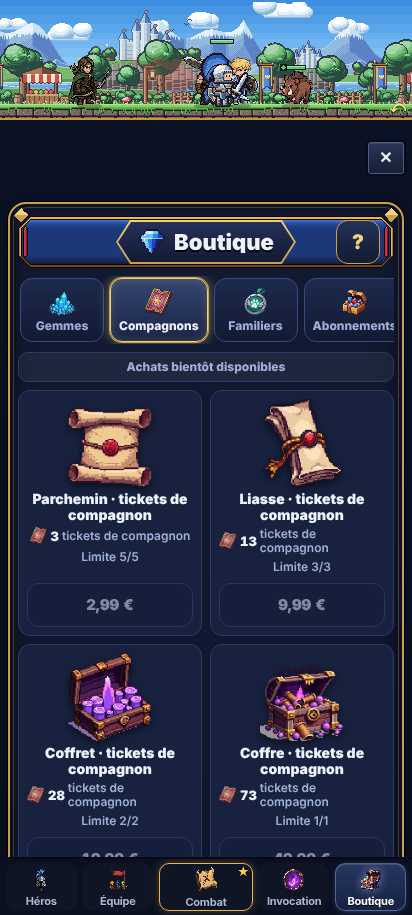 ×
Boutique
?
Gemmes
Compagnons
Familiers
Abonnements
Achats bientôt disponibles
Parchemin · tickets de
compagnon
3 tickets de compagnon
Limite 5/5
2,99 €
Liasse · tickets de
compagnon
13 tickets de
compagnon
Limite 3/3
9,99 €
Coffret · tickets de
compagnon
28 tickets de
compagnon
Limite 2/2
Coffre · tickets de
compagnon
73 tickets de
compagnon
Limite 1/1
Héros
Équipe
Combat
Invocation
Boutique